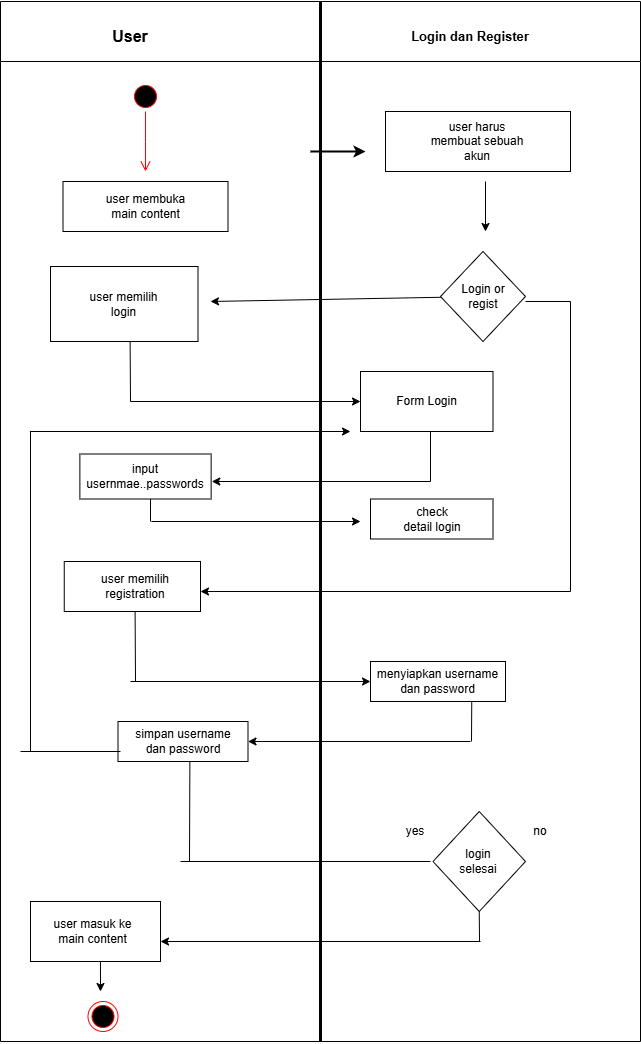 User
Login dan Register
user harus
membuat sebuah
akun
user membuka
main content
Login or
regist
user memilih
login
Form Login
input
usernmae..passwords
check
detail login
user memilih
registration
menyiapkan username
dan password
simpan username
dan password
yes
no
login
selesai
user masuk ke
main content